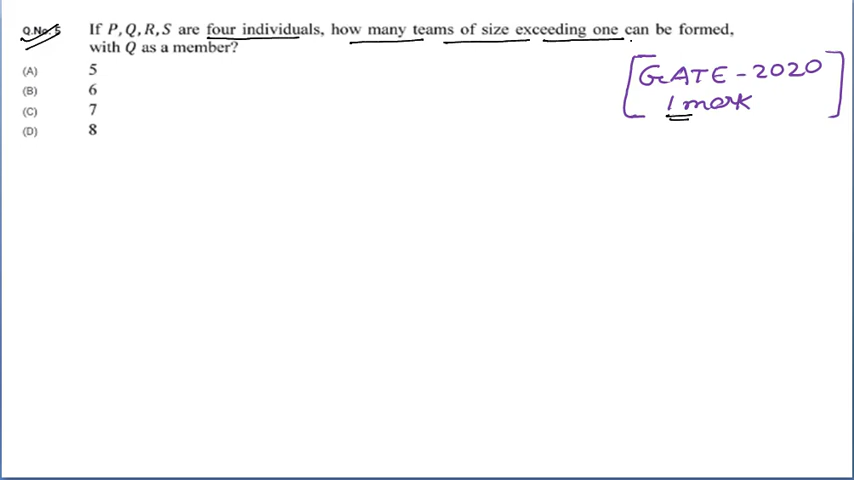 Q.No. 5 If P, Q, R, S are four individuals, how many teams of size exceeding one can be formed,
with Q as a member?
(A) 5
(B) 6
(C) 7
(D) 8
[GATE - 2020
1 mark]